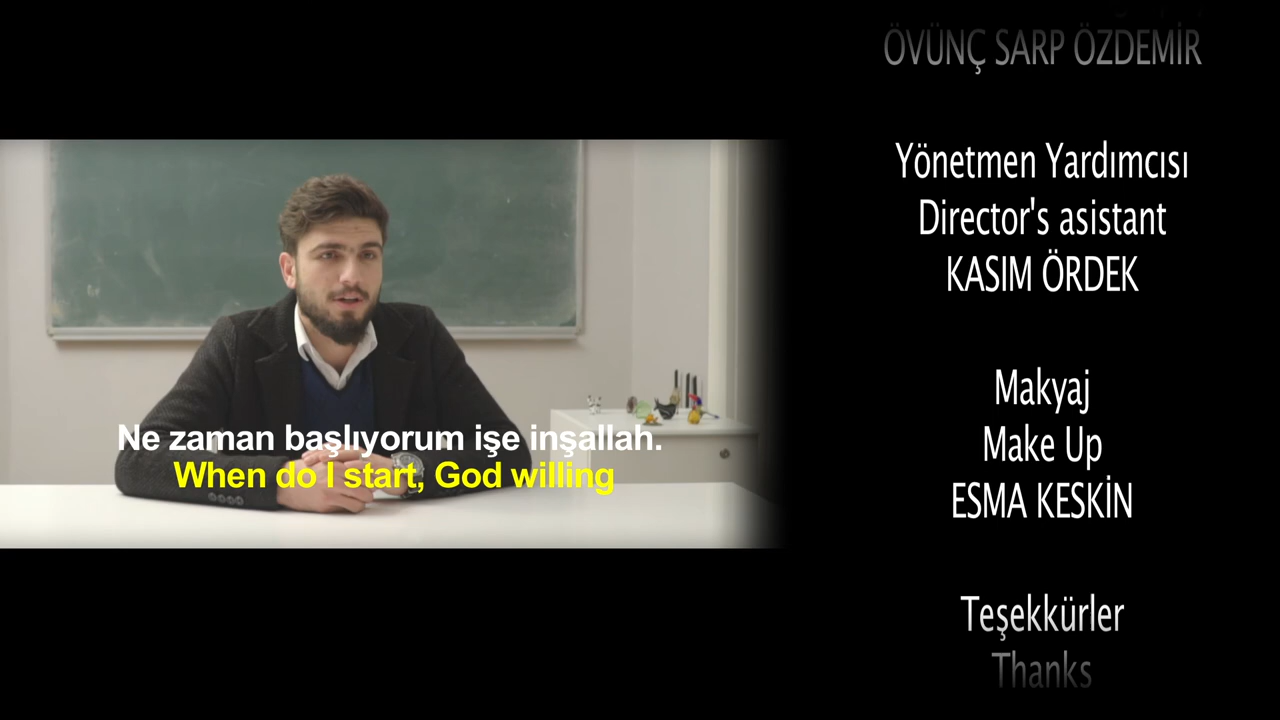 ÖVÜNÇ SARP ÖZDEMİR
Yönetmen Yardımcısı
Director's asistant
KASIM ÖRDEK
Makyaj
Make Up
ESMA KESKİN
Teşekkürler
Thanks
Ne zaman başlıyorum işe inşallah.
When do I start, God willing